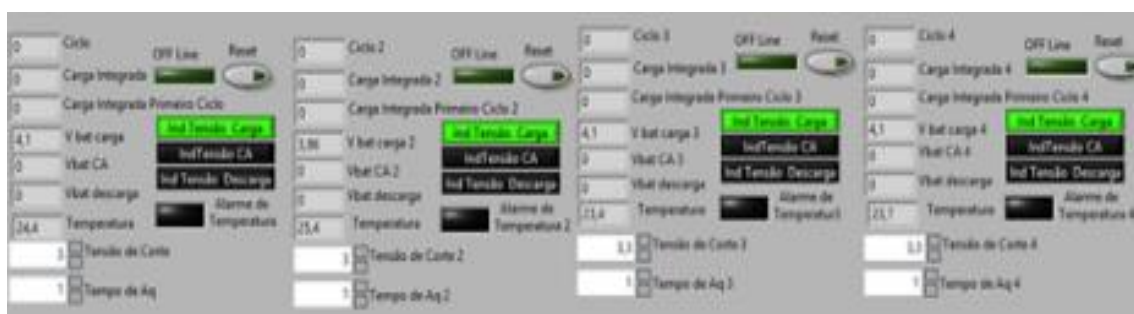 0 Ciclo OFF Line Reset
0 Carga Integrada
0 Carga Integrada Primeiro Ciclo
4,1 V bat carga Ind Tensão Carga
0 Vbat CA IndTensão CA
0 Vbat descarga Ind Tensão Descarga
24,4 Temperatura Alarme de Temperatura
3 Tensão de Corte
1 Tempo de Aq
0 Ciclo 2 OFF Line Reset
0 Carga Integrada 2
0 Carga Integrada Primeiro Ciclo 2
3,86 V bat carga 2 Ind Tensão Carga
0 Vbat CA 2 IndTensão CA
0 Vbat descarga Ind Tensão Descarga
25,4 Temperatura Alarme de Temperatura 2
3 Tensão de Corte 2
1 Tempo de Aq 2
0 Ciclo 3 OFF Line Reset
0 Carga Integrada 3
0 Carga Integrada Primeiro Ciclo 3
4,1 V bat carga 3 Ind Tensão Carga
0 Vbat CA 3 IndTensão CA
0 Vbat descarga Ind Tensão Descarga
23,4 Temperatura Alarme de
3,3 Tensão de Corte 3
1 Tempo de Aq 3
0 Ciclo 4 OFF Line Reset
0 Carga Integrada 4
0 Carga Integrada Primeiro Ciclo 4
4,1 V bat carga 4 Ind Tensão Carga
0 Vbat CA 4 IndTensão CA
0 Vbat descarga Ind Tensão Descarga
23,7 Temperatura Alarme de Temperatura 4
3,3 Tensão de Corte 4
1 Tempo de Aq 4